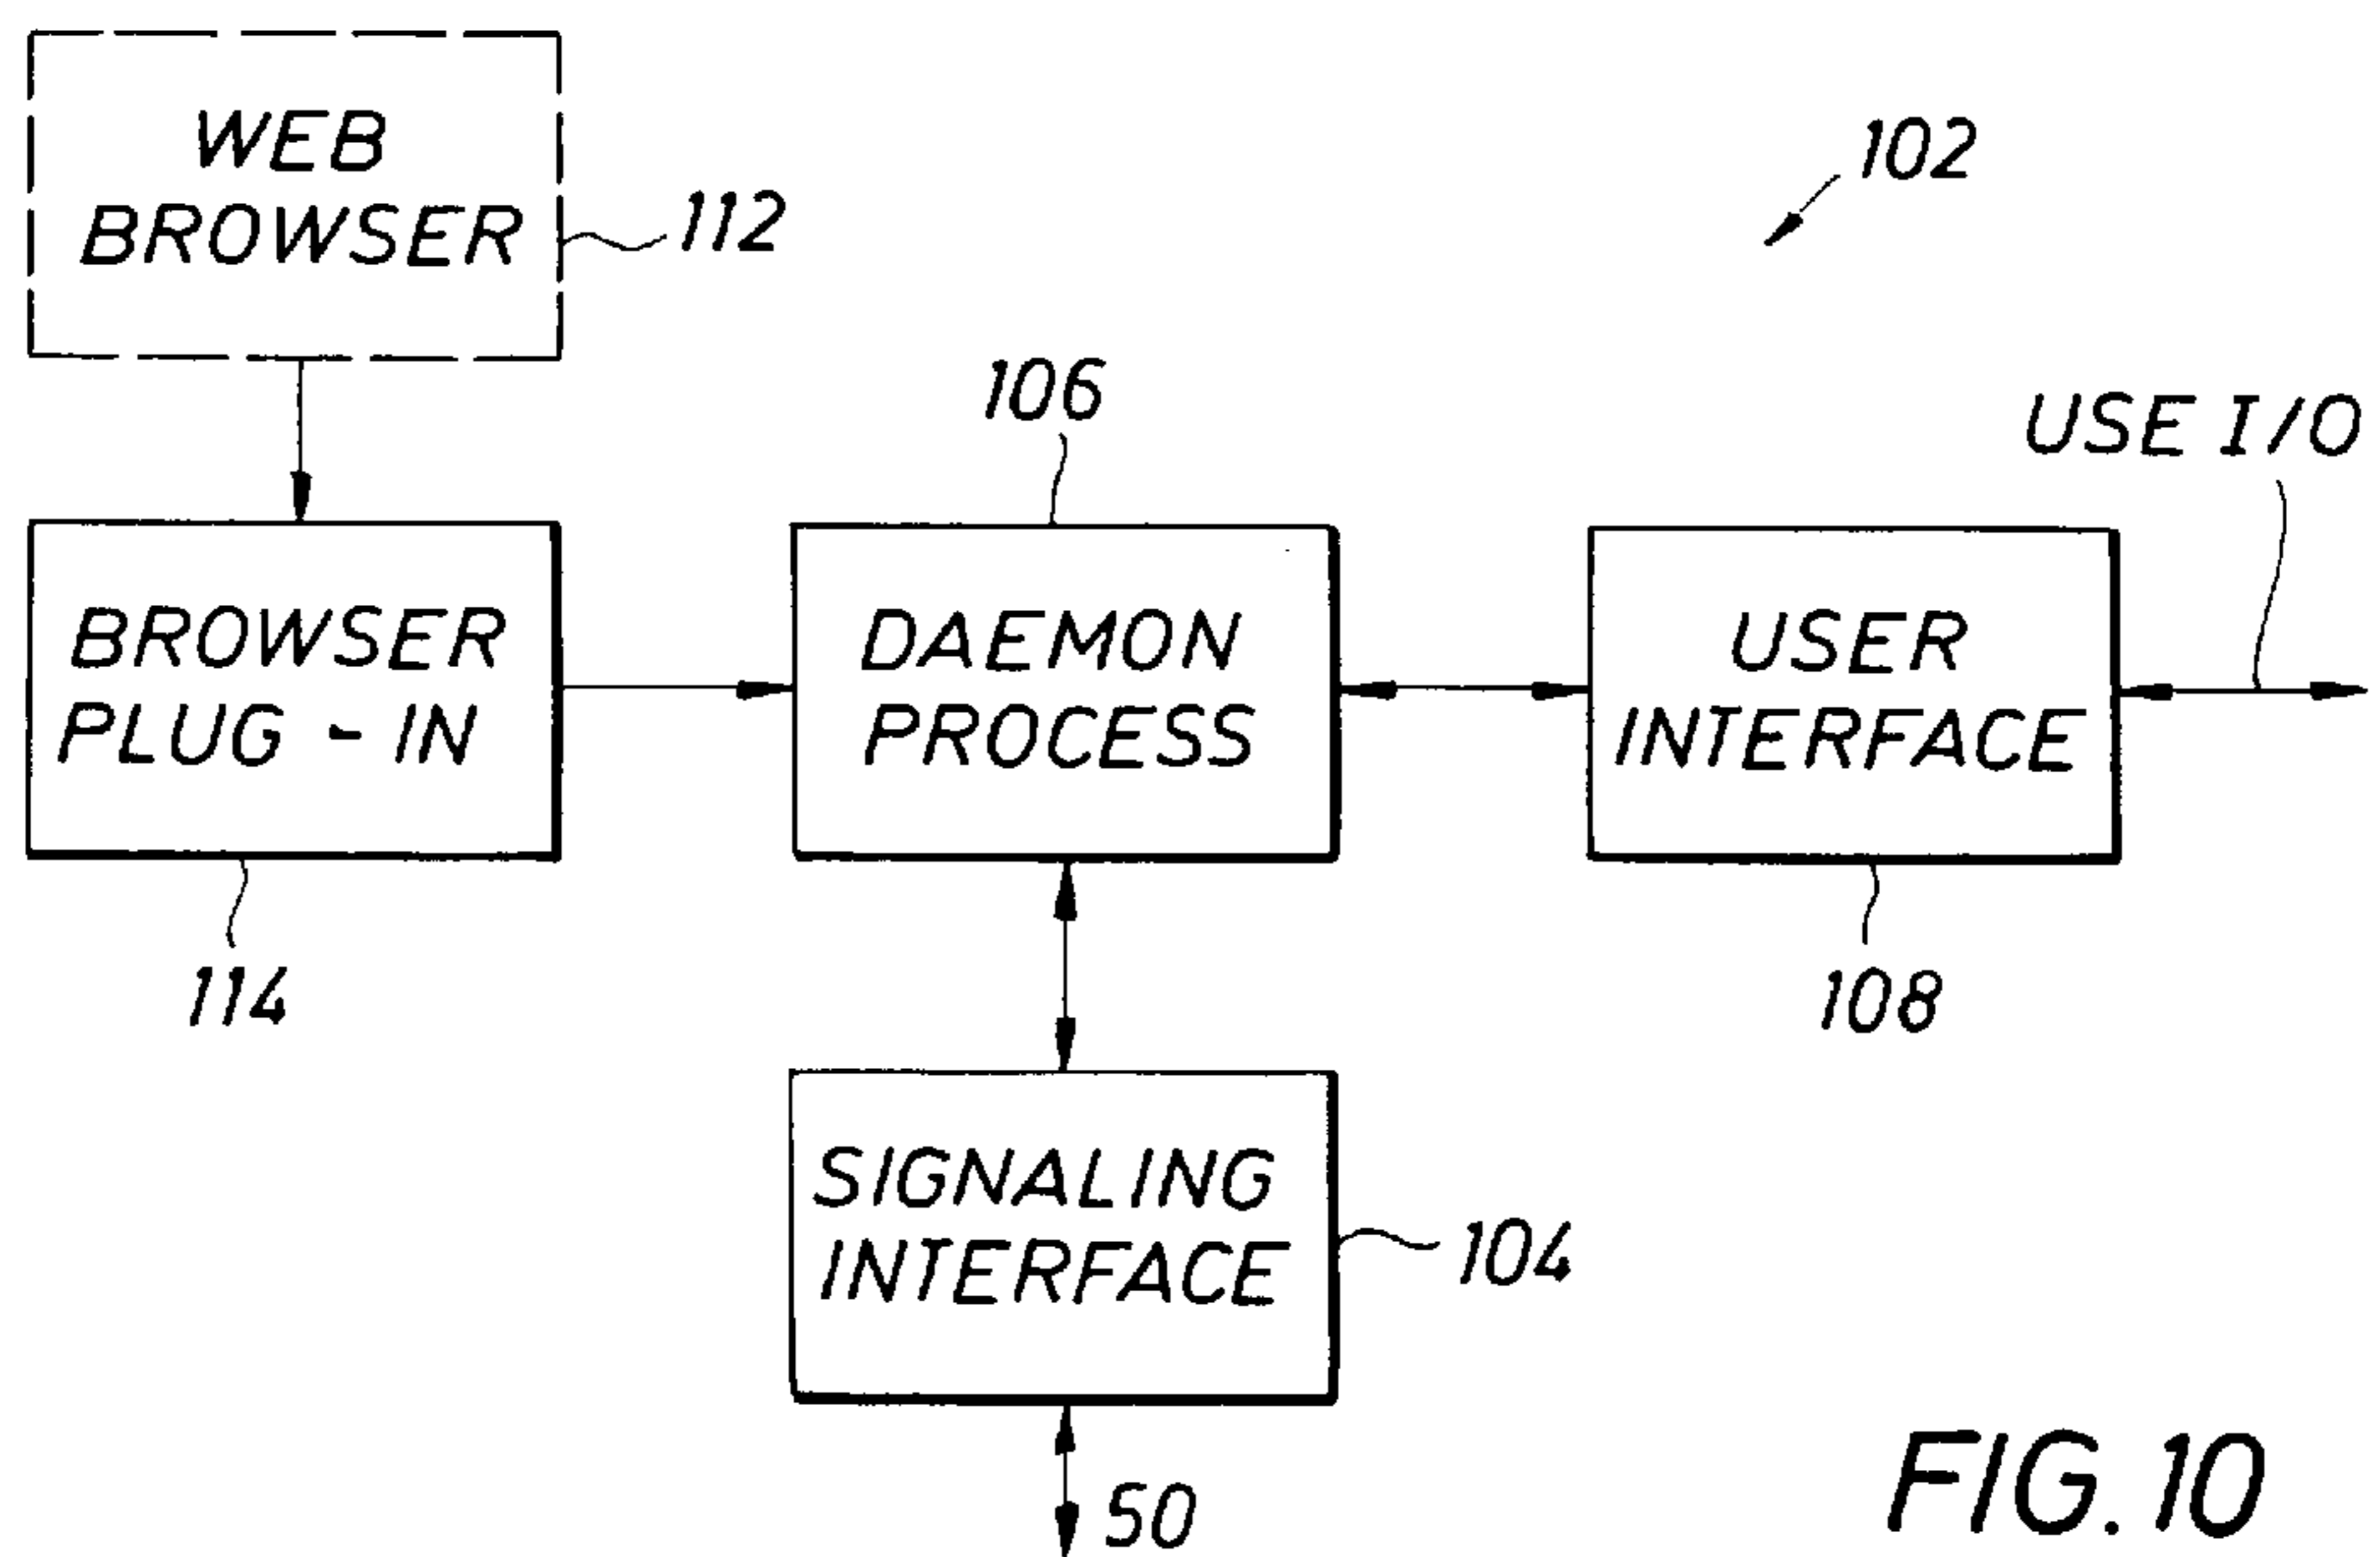 WEB
BROWSER
112
102
106
USE I/O
BROWSER
PLUG - IN
DAEMON
PROCESS
USER
INTERFACE
114
108
SIGNALING
INTERFACE
104
50
FIG. 10